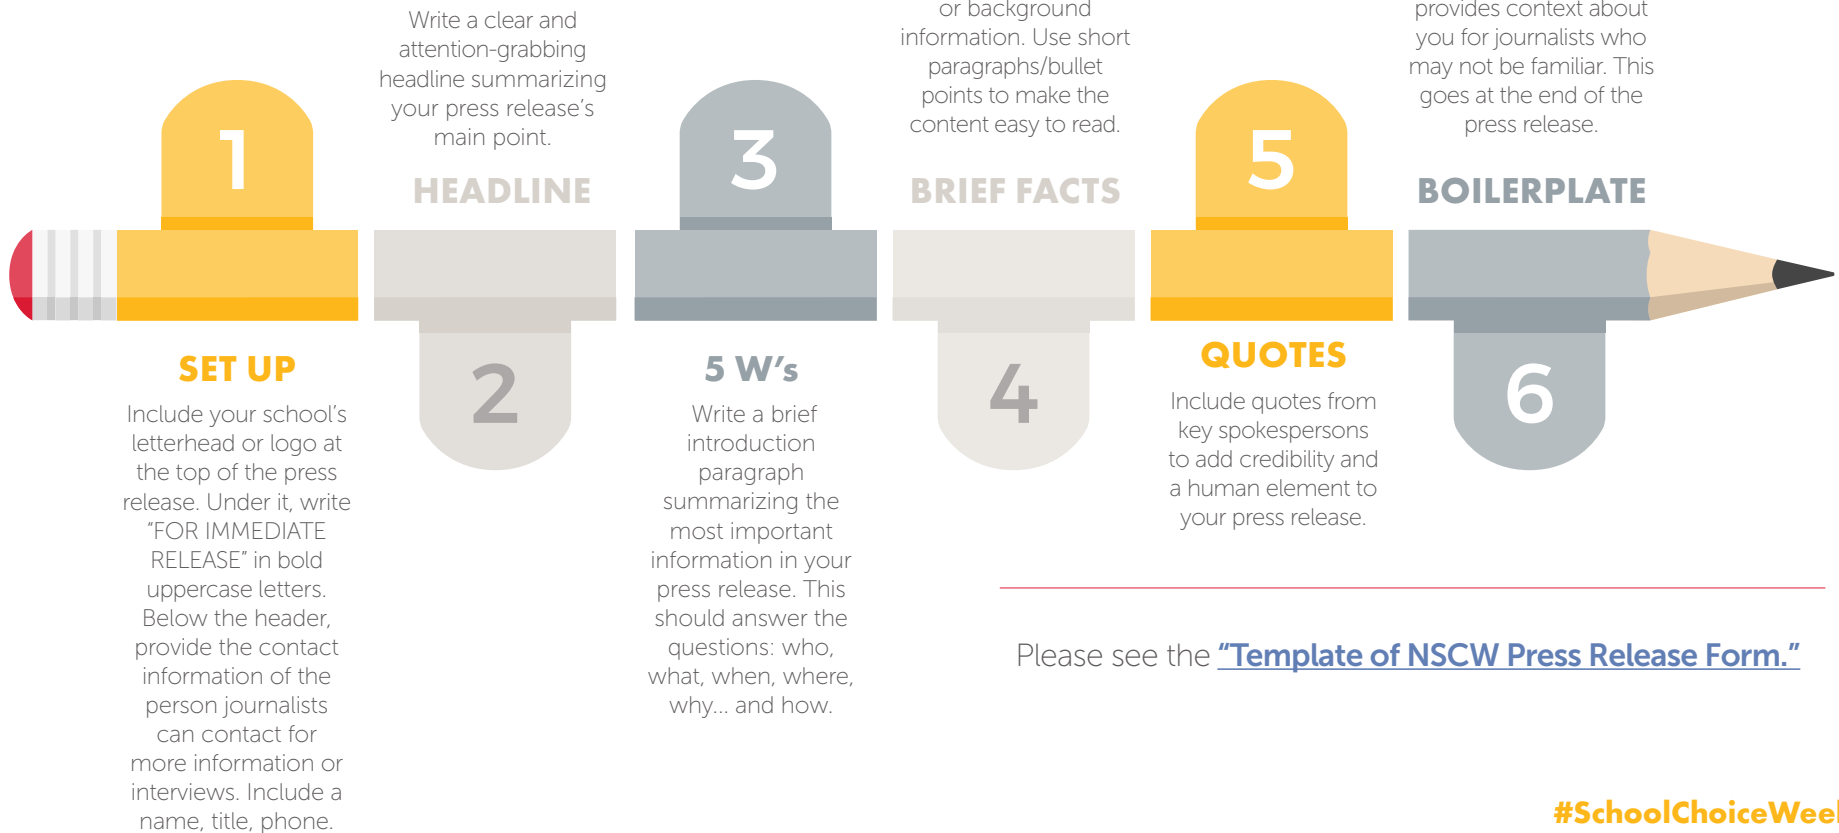 1
SET UP
Include your school’s
letterhead or logo at
the top of the press
release. Under it, write
“FOR IMMEDIATE
RELEASE” in bold
uppercase letters.
Below the header,
provide the contact
information of the
person journalists
can contact for
more information or
interviews. Include a
name, title, phone.
Write a clear and
attention-grabbing
headline summarizing
your press release’s
main point.
HEADLINE
2
3
5 W’s
Write a brief
introduction
paragraph
summarizing the
most important
information in your
press release. This
should answer the
questions: who,
what, when, where,
why... and how.
or background
information. Use short
paragraphs/bullet
points to make the
content easy to read.
BRIEF FACTS
4
5
QUOTES
Include quotes from
key spokespersons
to add credibility and
a human element to
your press release.
provides context about
you for journalists who
may not be familiar. This
goes at the end of the
press release.
BOILERPLATE
6
Please see the “Template of NSCW Press Release Form.”
#SchoolChoiceWeek